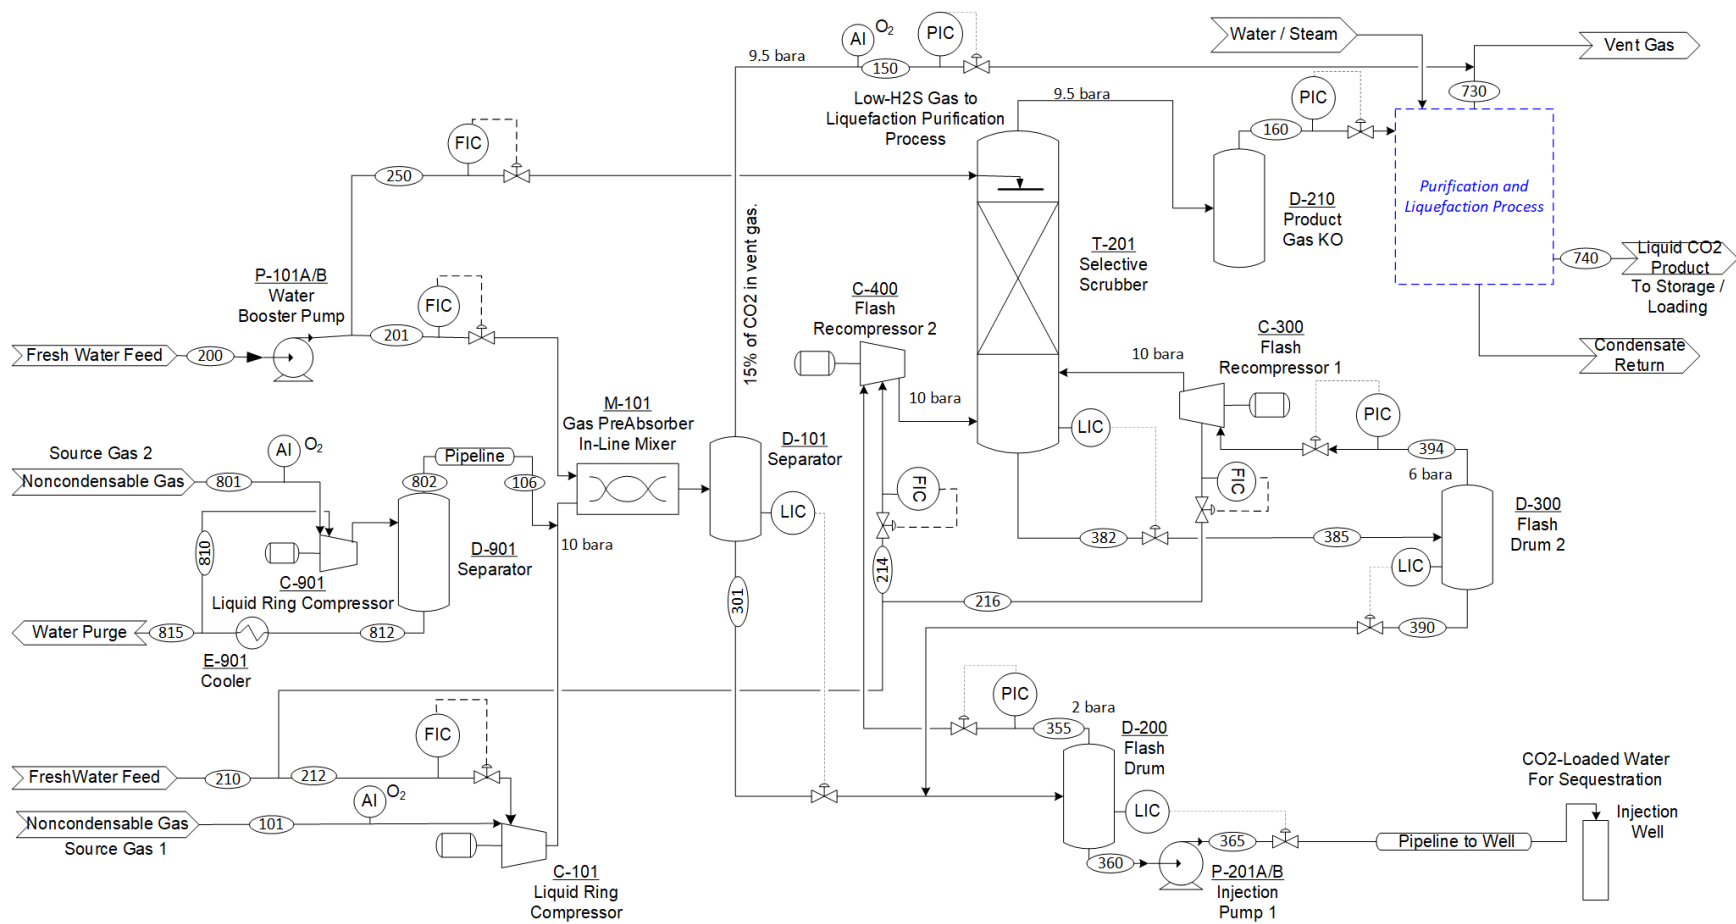 9.5 bara
AI
O2
150
PIC
Water / Steam
Vent Gas
730
Low-H2S Gas to
Liquefaction Purification
Process
9.5 bara
PIC
160
FIC
250
15% of CO2 in vent gas.
Purification and
Liquefaction Process
D-210
Product
Gas KO
T-201
Selective
Scrubber
740
Liquid CO2
Product
To Storage /
Loading
P-101A/B
Water
Booster Pump
FIC
201
Fresh Water Feed
200
C-400
Flash
Recompressor 2
10 bara
C-300
Flash
Recompressor 1
10 bara
Condensate
Return
PIC
394
6 bara
M-101
Gas PreAbsorber
In-Line Mixer
D-101
Separator
LIC
LIC
Source Gas 2
Noncondensable Gas
801
AI
O2
Pipeline
802
106
10 bara
FIC
FIC
D-300
Flash
Drum 2
LIC
382
385
810
C-901
Liquid Ring Compressor
D-901
Separator
301
214
216
390
Water Purge
815
812
E-901
Cooler
FIC
PIC
355
2 bara
D-200
Flash
Drum
FreshWater Feed
210
212
AI
O2
Noncondensable Gas
101
Source Gas 1
C-101
Liquid Ring
Compressor
LIC
360
365
P-201A/B
Injection
Pump 1
Pipeline to Well
CO2-Loaded Water
For Sequestration
Injection
Well